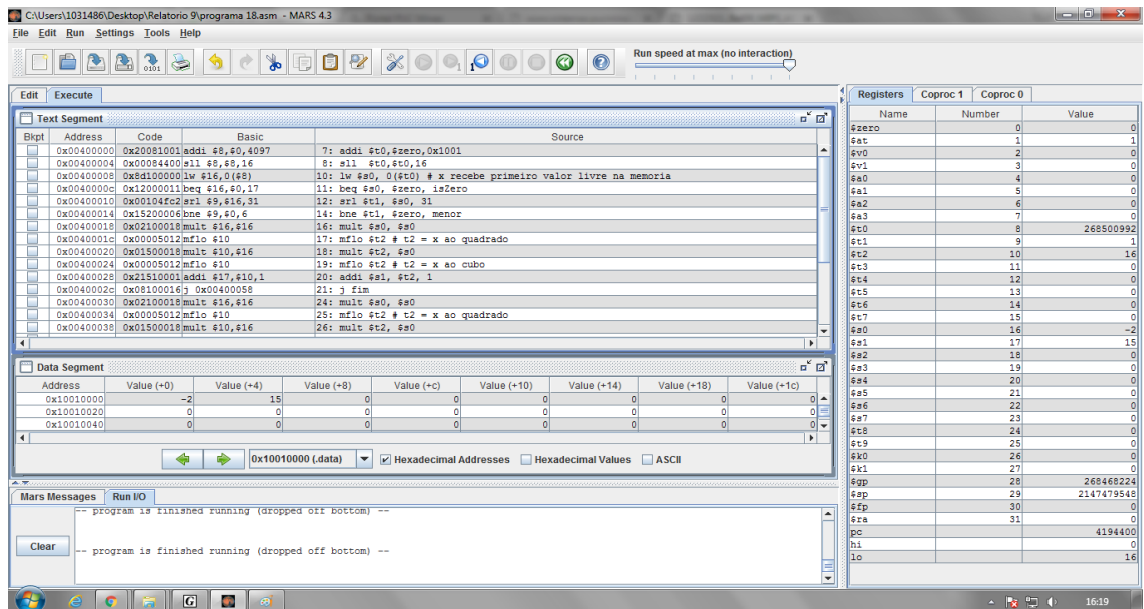 C:\Users\1031486\Desktop\Relatorio 9\programa 18.asm - MARS 4.3
File Edit Run Settings Tools Help
Run speed at max (no interaction)
Edit Execute
Text Segment
Bkpt Address Code Basic Source
0x00400000 0x20081001 addi $8,$0,4097 7: addi $t0,$zero,0x1001
0x00400004 0x00084400 sll $8,$8,16 8: sll $t0,$t0,16
0x00400008 0x8d100000 lw $16,0($8) 10: lw $s0, 0($t0) # x recebe primeiro valor livre na memoria
0x0040000c 0x12000011 beq $16,$0,17 11: beq $s0, $zero, isZero
0x00400010 0x00104fc2 srl $9,$16,31 12: srl $t1, $s0, 31
0x00400014 0x15200006 bne $9,$0,6 14: bne $t1, $zero, menor
0x00400018 0x02100018 mult $16,$16 16: mult $s0, $s0
0x0040001c 0x00005012 mflo $10 17: mflo $t2 # t2 = x ao quadrado
0x00400020 0x01500018 mult $10,$16 18: mult $t2, $s0
0x00400024 0x00005012 mflo $10 19: mflo $t2 # t2 = x ao cubo
0x00400028 0x21510001 addi $17,$10,1 20: addi $s1, $t2, 1
0x0040002c 0x08100016 j 0x00400058 21: j fim
0x00400030 0x02100018 mult $16,$16 24: mult $s0, $s0
0x00400034 0x00005012 mflo $10 25: mflo $t2 # t2 = x ao quadrado
0x00400038 0x01500018 mult $10,$16 26: mult $t2, $s0
Data Segment
Address Value (+0) Value (+4) Value (+8) Value (+c) Value (+10) Value (+14) Value (+18) Value (+1c)
0x10010000 -2 15 0 0 0 0 0 0
0x10010020 0 0 0 0 0 0 0 0
0x10010040 0 0 0 0 0 0 0 0
0x10010000 (.data) Hexadecimal Addresses Hexadecimal Values ASCII
Mars Messages Run I/O
-- program is finished running (dropped off bottom) --
Clear
-- program is finished running (dropped off bottom) --
Registers Coproc 1 Coproc 0
Name Number Value
$zero 0 0
$at 1 1
$v0 2 0
$v1 3 0
$a0 4 0
$a1 5 0
$a2 6 0
$a3 7 0
$t0 8 268500992
$t1 9 1
$t2 10 16
$t3 11 0
$t4 12 0
$t5 13 0
$t6 14 0
$t7 15 0
$s0 16 -2
$s1 17 15
$s2 18 0
$s3 19 0
$s4 20 0
$s5 21 0
$s6 22 0
$s7 23 0
$t8 24 0
$t9 25 0
$k0 26 0
$k1 27 0
$gp 28 268468224
$sp 29 2147479548
$fp 30 0
$ra 31 0
pc 4194400
hi 0
lo 16
16:19